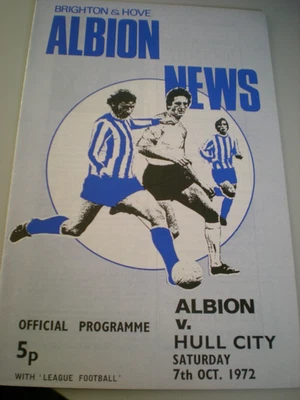 BRIGHTON & HOVE
ALBION
NEWS
ALBION
v.
HULL CITY
SATURDAY
7th OCT. 1972
OFFICIAL PROGRAMME
5p
WITH 'LEAGUE FOOTBALL'